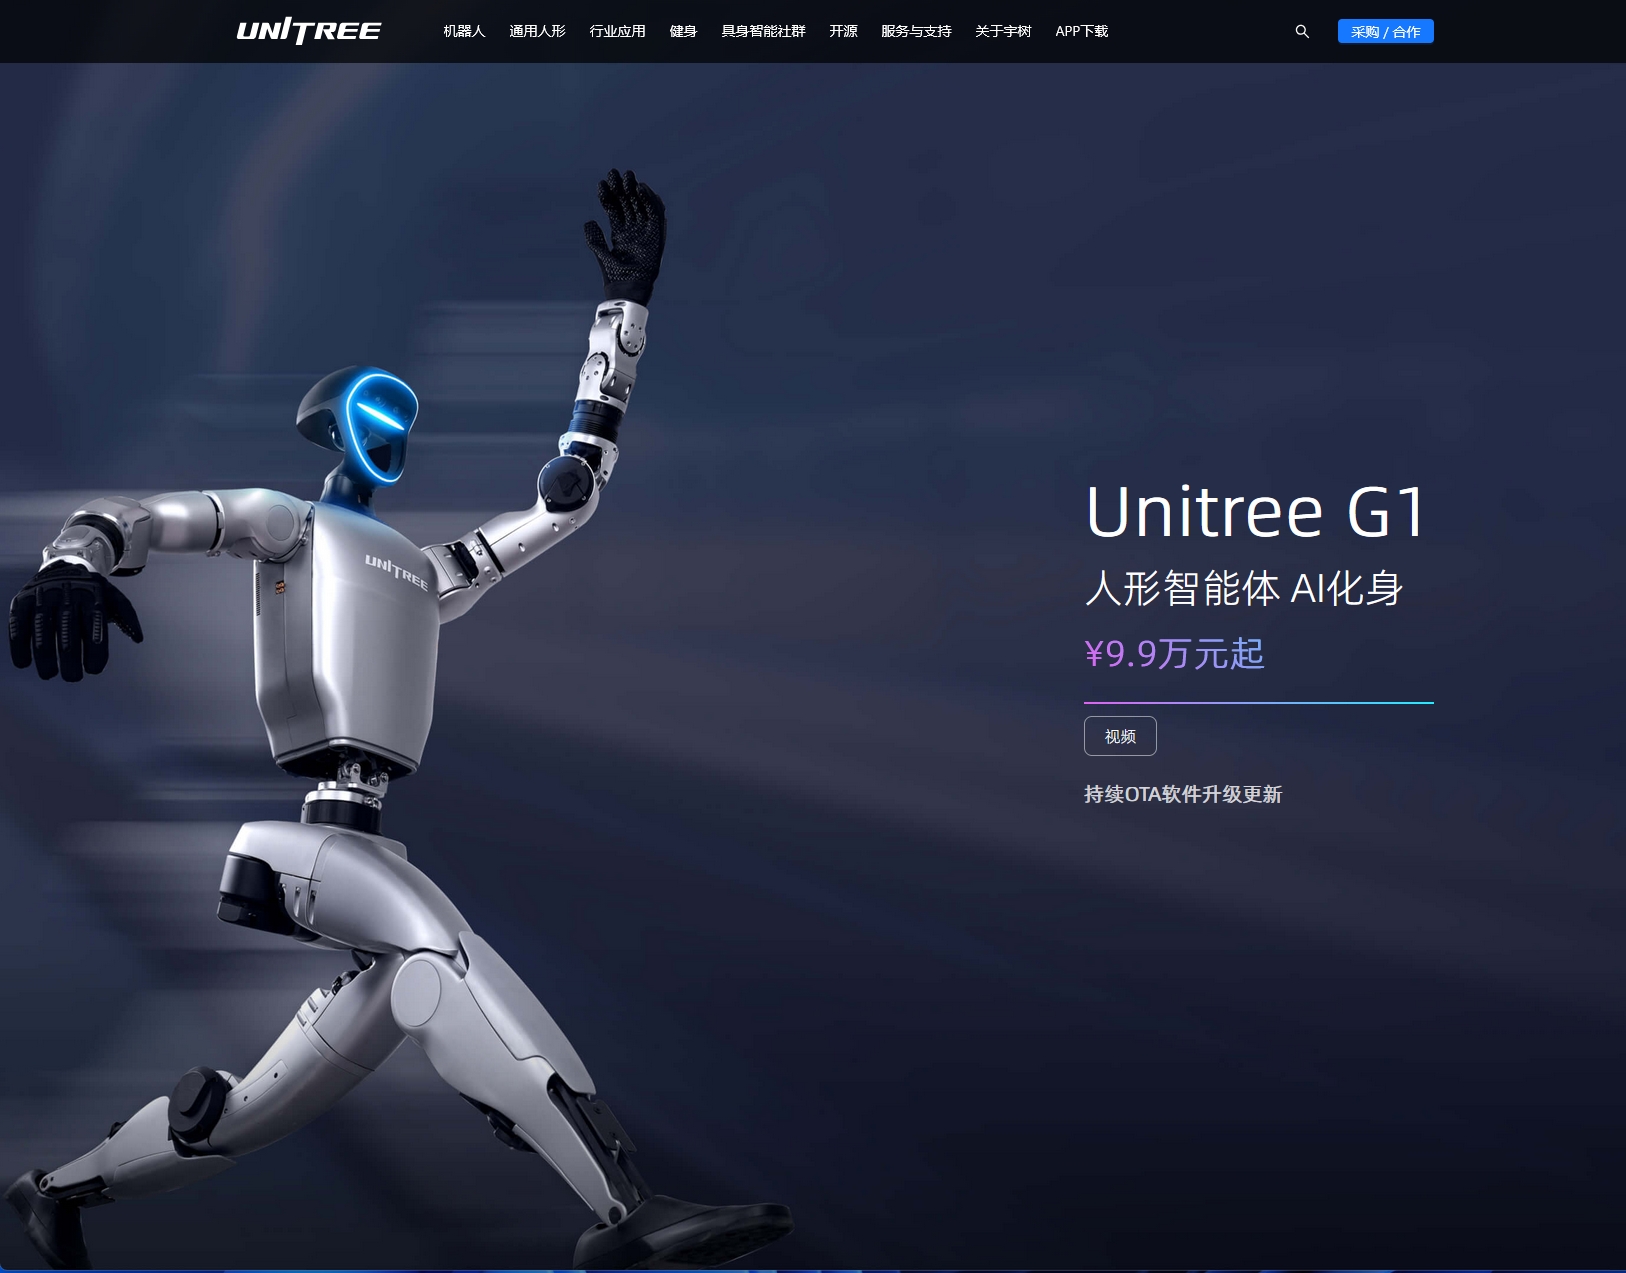 UNITREE
机器人
通用人形
行业应用
健身
具身智能社群
开源
服务与支持
关于宇树
APP下载
采购 / 合作
UNITREE
Unitree G1
人形智能体 AI化身
¥9.9万元起
视频
持续OTA软件升级更新